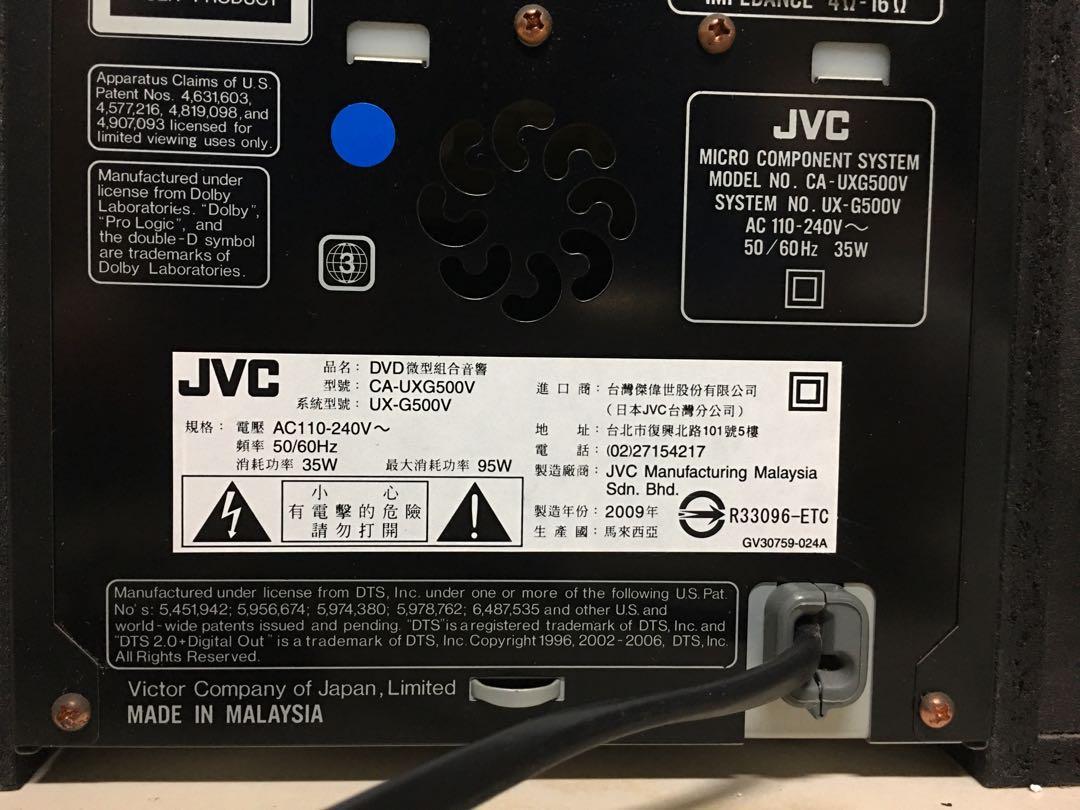 IMPEDANCE 4Ω-16Ω
Apparatus Claims of U.S.
Patent Nos. 4,631,603,
4,577,216, 4,819,098, and
4,907,093 licensed for
limited viewing uses only.
Manufactured under
license from Dolby
Laboratories. "Dolby",
"Pro Logic", and
the double-D symbol
are trademarks of
Dolby Laboratories.
3
JVC
MICRO COMPONENT SYSTEM
MODEL NO. CA-UXG500V
SYSTEM NO. UX-G500V
AC 110-240V～
50/60Hz 35W
JVC
品名：DVD微型組合音響
型號：CA-UXG500V
系統型號：UX-G500V
規格：電壓 AC110-240V～
頻率 50/60Hz
消耗功率 35W 最大消耗功率 95W
小心
有電擊的危險
請勿打開
進口商：台灣傑偉世股份有限公司
（日本JVC台灣分公司）
地址：台北市復興北路101號5樓
電話：(02)27154217
製造廠商：JVC Manufacturing Malaysia
Sdn. Bhd.
製造年份：2009年
生產國：馬來西亞
R33096-ETC
GV30759-024A
Manufactured under license from DTS, Inc. under one or more of the following U.S. Pat.
No's: 5,451,942; 5,956,674; 5,974,380; 5,978,762; 6,487,535 and other U.S. and
world-wide patents issued and pending. "DTS" is a registered trademark of DTS, Inc. and
"DTS 2.0+Digital Out" is a trademark of DTS, Inc. Copyright 1996, 2002-2006, DTS, Inc.
All Rights Reserved.
Victor Company of Japan, Limited
MADE IN MALAYSIA